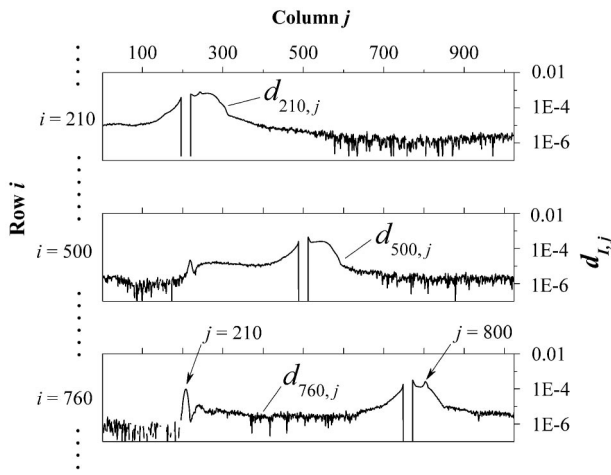 Column j
100 300 500 700 900
Row i
i = 210
d210, j
0.01
1E-4
1E-6
i = 500
d500, j
0.01
1E-4
1E-6
dI,j
j = 210
j = 800
i = 760
d760, j
0.01
1E-4
1E-6